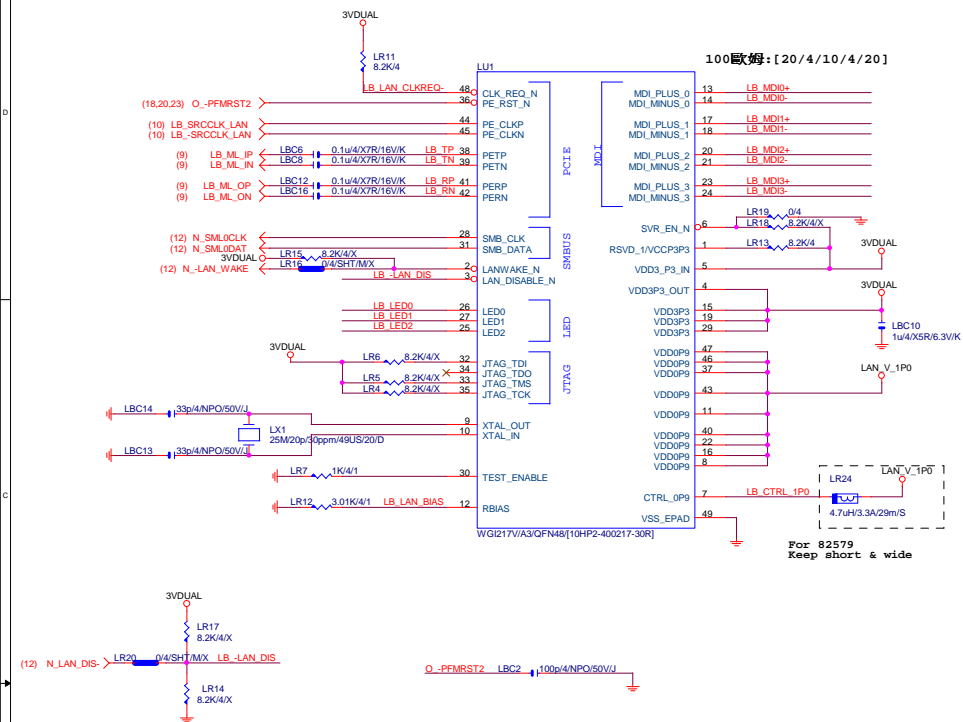 3VDUAL
LR11
8.2K/4
100歐姆:[20/4/10/4/20]
LU1
D
LB_LAN_CLKREQ-
48
CLK_REQ_N
MDI_PLUS_0
13
LB_MDI0+
(18,20,23) O_-PFMRST2
36
PE_RST_N
MDI_MINUS_0
14
LB_MDI0-
(10) LB_SRCCLK_LAN
44
PE_CLKP
MDI_PLUS_1
17
LB_MDI1+
(10) LB_-SRCCLK_LAN
45
PE_CLKN
MDI_MINUS_1
18
LB_MDI1-
(9) LB_ML_IP
LBC6
0.1u/4/X7R/16V/K
LB_TP
38
PETP
PCIE
MDI
MDI_PLUS_2
20
LB_MDI2+
(9) LB_ML_IN
LBC8
0.1u/4/X7R/16V/K
LB_TN
39
PETN
MDI_MINUS_2
21
LB_MDI2-
(9) LB_ML_OP
LBC12
0.1u/4/X7R/16V/K
LB_RP
41
PERP
MDI_PLUS_3
23
LB_MDI3+
(9) LB_ML_ON
LBC16
0.1u/4/X7R/16V/K
LB_RN
42
PERN
MDI_MINUS_3
24
LB_MDI3-
LR19
0/4
SVR_EN_N
6
LR18
8.2K/4/X
(12) N_SML0CLK
28
SMB_CLK
SMBUS
(12) N_SML0DAT
31
SMB_DATA
RSVD_1/VCCP3P3
1
LR13
8.2K/4
3VDUAL
3VDUAL
LR15
8.2K/4/X
(12) N_-LAN_WAKE
LR16
0/4/SHT/M/X
2
LANWAKE_N
VDD3_P3_IN
5
LB_-LAN_DIS
3
LAN_DISABLE_N
VDD3P3_OUT
4
3VDUAL
LB_LED0
26
LED0
LED
VDD3P3
15
LB_LED1
27
LED1
VDD3P3
19
LB_LED2
25
LED2
VDD3P3
29
LBC10
1u/4/X5R/6.3V/K
3VDUAL
LR6
8.2K/4/X
32
JTAG_TDI
JTAG
34
JTAG_TDO
LR5
8.2K/4/X
33
JTAG_TMS
LR4
8.2K/4/X
35
JTAG_TCK
VDD0P9
47
VDD0P9
46
VDD0P9
37
LAN_V_1P0
VDD0P9
43
VDD0P9
11
LBC14
33p/4/NPO/50V/J
9
XTAL_OUT
LX1
25M/20p/30ppm/49US/20/D
10
XTAL_IN
VDD0P9
40
VDD0P9
22
VDD0P9
16
VDD0P9
8
LBC13
33p/4/NPO/50V/J
LR7
1K/4/1
30
TEST_ENABLE
LR24
LAN_V_1P0
C
LR12
3.01K/4/1
LB_LAN_BIAS
12
RBIAS
CTRL_0P9
7
LB_CTRL_1P0
4.7uH/3.3A/29m/S
VSS_EPAD
49
WGI217V/A3/QFN48/[10HP2-400217-30R]
For 82579
Keep short & wide
3VDUAL
LR17
8.2K/4/X
(12) N_LAN_DIS-
LR20
0/4/SHT/M/X
LB_-LAN_DIS
LR14
8.2K/4/X
O_-PFMRST2
LBC2
100p/4/NPO/50V/J